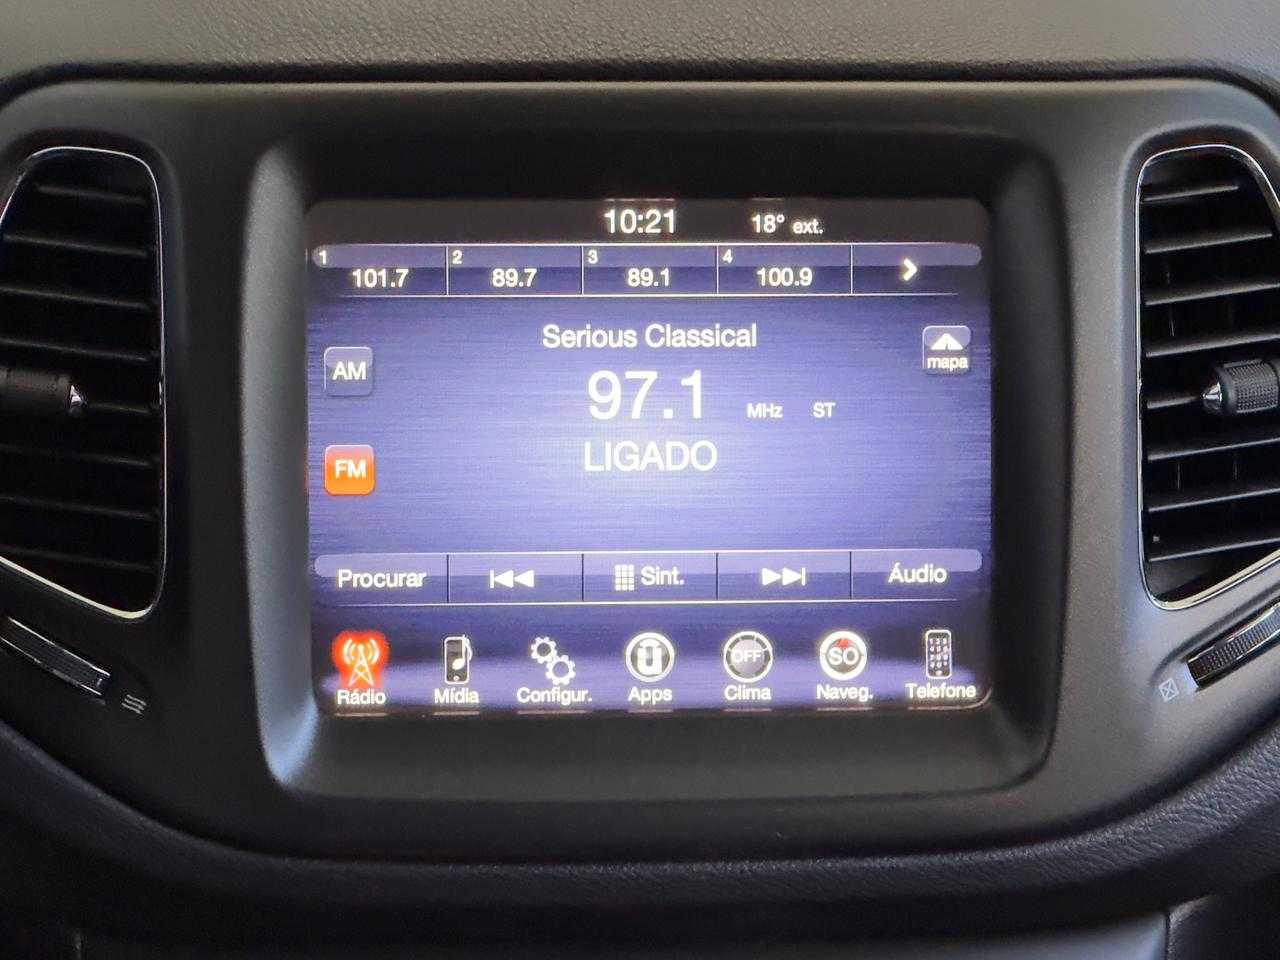 10:21 18° ext.
1 101.7 2 89.7 3 89.1 4 100.9
Serious Classical
mapa
AM
97.1 MHz ST
LIGADO
FM
Procurar Sint. Áudio
OFF SO
Rádio Mídia Configur. Apps Clima Naveg. Telefone